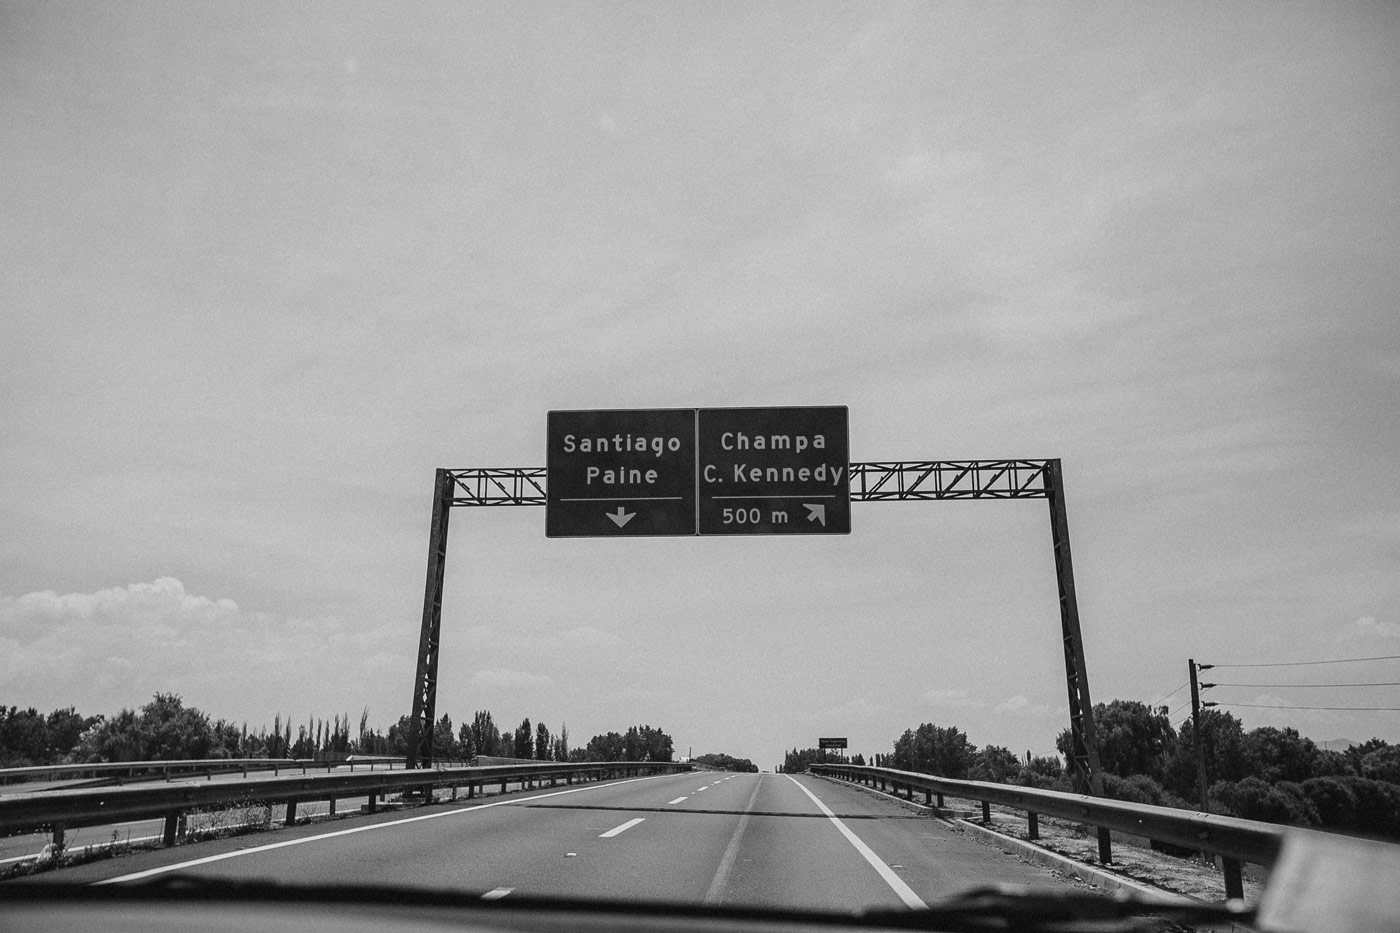 Santiago
Paine
Champa
C. Kennedy
500 m